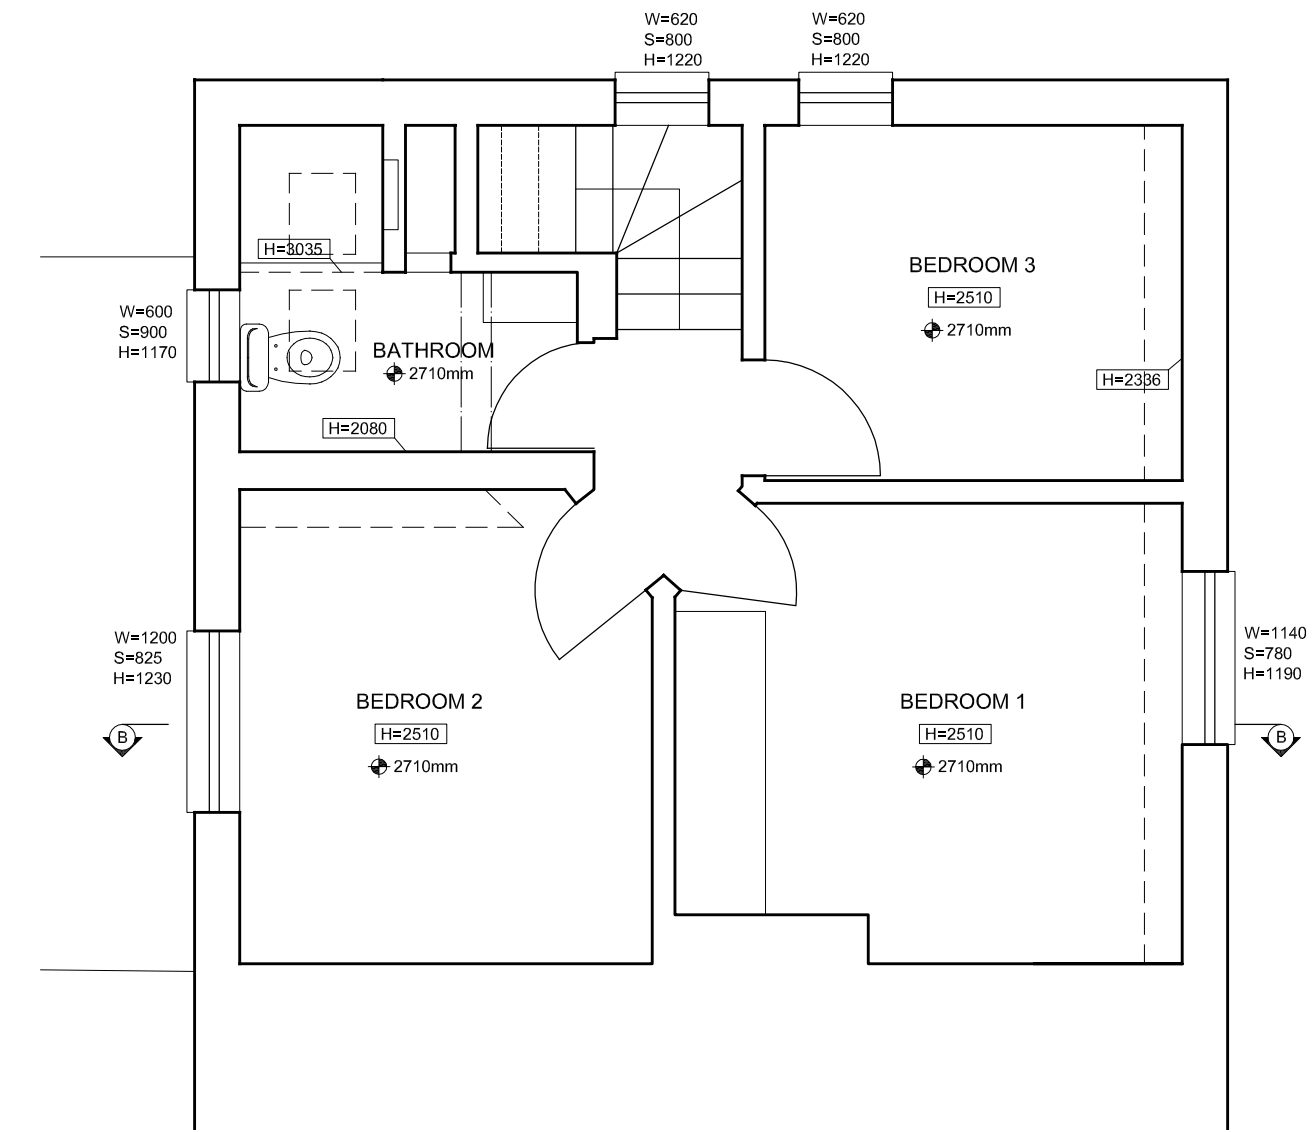 W=620
S=800
H=1220
W=620
S=800
H=1220
H=3035
BEDROOM 3
H=2510
2710mm
W=600
S=900
H=1170
BATHROOM
2710mm
H=2336
H=2080
W=1200
S=825
H=1230
W=1140
S=780
H=1190
BEDROOM 2
H=2510
2710mm
BEDROOM 1
H=2510
2710mm
B
B